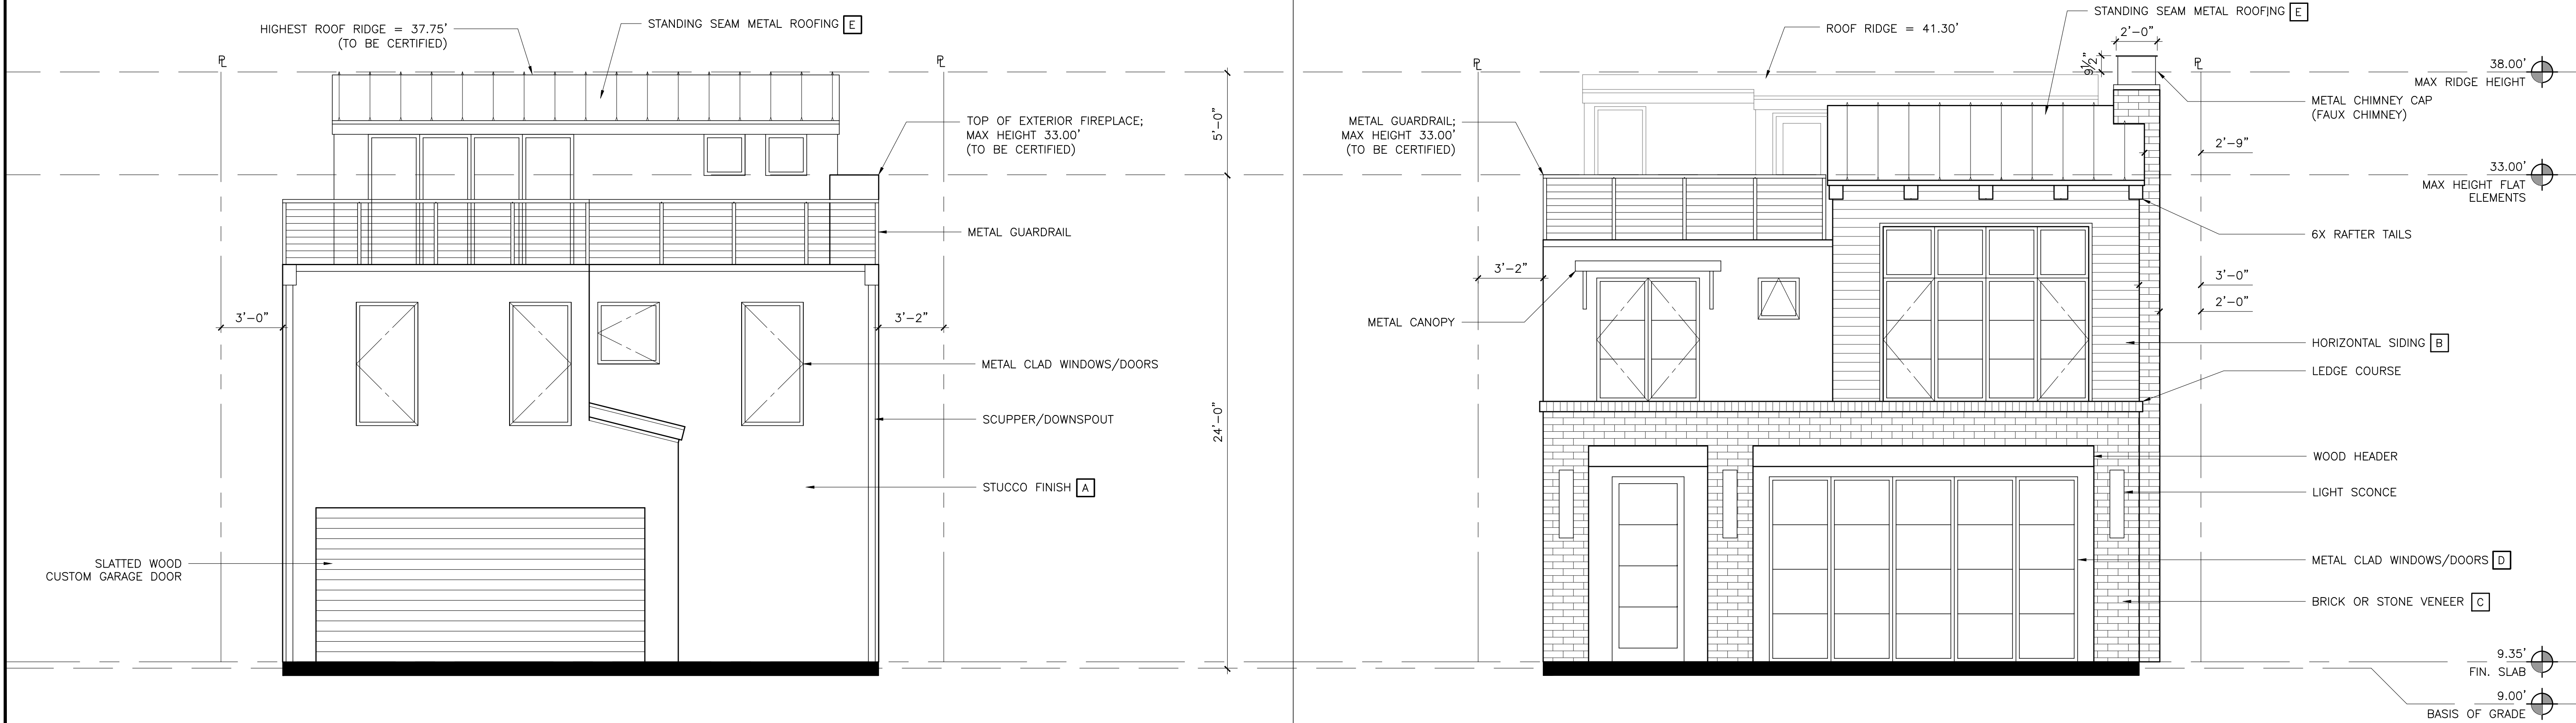 HIGHEST ROOF RIDGE = 37.75'
(TO BE CERTIFIED)
STANDING SEAM METAL ROOFING E
PL
PL
TOP OF EXTERIOR FIREPLACE;
MAX HEIGHT 33.00'
(TO BE CERTIFIED)
METAL GUARDRAIL
3'-0"
3'-2"
METAL CLAD WINDOWS/DOORS
SCUPPER/DOWNSPOUT
STUCCO FINISH A
SLATTED WOOD
CUSTOM GARAGE DOOR
5'-0"
24'-0"
ROOF RIDGE = 41.30'
STANDING SEAM METAL ROOFING E
2'-0"
9½"
PL
PL
38.00'
MAX RIDGE HEIGHT
METAL CHIMNEY CAP
(FAUX CHIMNEY)
METAL GUARDRAIL;
MAX HEIGHT 33.00'
(TO BE CERTIFIED)
2'-9"
33.00'
MAX HEIGHT FLAT
ELEMENTS
6X RAFTER TAILS
3'-2"
3'-0"
2'-0"
METAL CANOPY
HORIZONTAL SIDING B
LEDGE COURSE
WOOD HEADER
LIGHT SCONCE
METAL CLAD WINDOWS/DOORS D
BRICK OR STONE VENEER C
9.35'
FIN. SLAB
9.00'
BASIS OF GRADE